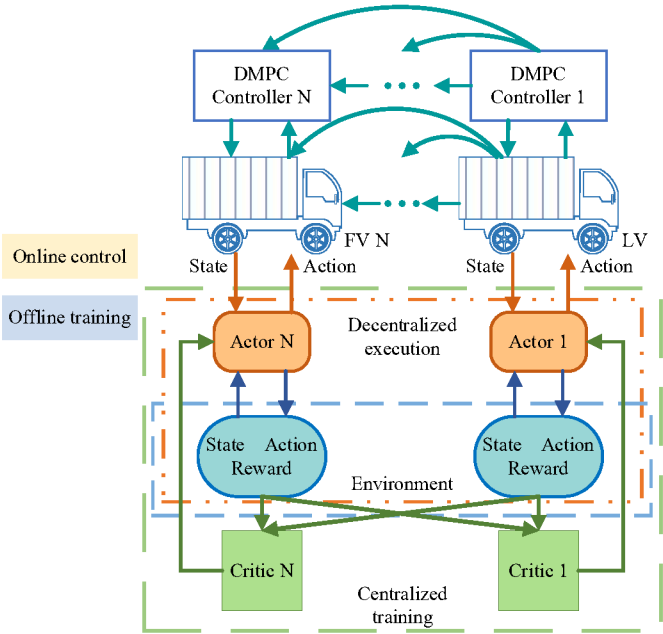 DMPC
Controller N
DMPC
Controller 1
FV N
LV
Online control
State
Action
State
Action
Offline training
Decentralized
execution
Actor N
Actor 1
State Action
Reward
State Action
Reward
Environment
Critic N
Critic 1
Centralized
training